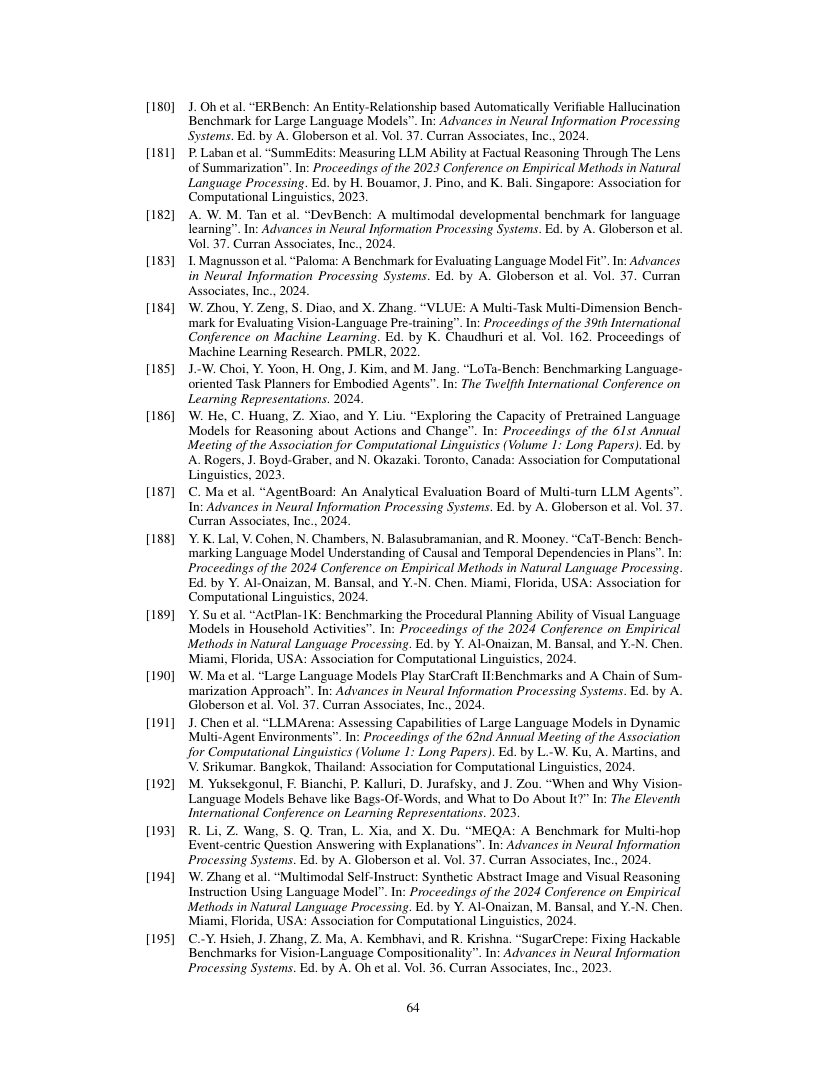 [180] J. Oh et al. “ERBench: An Entity-Relationship based Automatically Verifiable Hallucination
Benchmark for Large Language Models”. In: Advances in Neural Information Processing
Systems. Ed. by A. Globerson et al. Vol. 37. Curran Associates, Inc., 2024.
[181] P. Laban et al. “SummEdits: Measuring LLM Ability at Factual Reasoning Through The Lens
of Summarization”. In: Proceedings of the 2023 Conference on Empirical Methods in Natural
Language Processing. Ed. by H. Bouamor, J. Pino, and K. Bali. Singapore: Association for
Computational Linguistics, 2023.
[182] A. W. M. Tan et al. “DevBench: A multimodal developmental benchmark for language
learning”. In: Advances in Neural Information Processing Systems. Ed. by A. Globerson et al.
Vol. 37. Curran Associates, Inc., 2024.
[183] I. Magnusson et al. “Paloma: A Benchmark for Evaluating Language Model Fit”. In: Advances
in Neural Information Processing Systems. Ed. by A. Globerson et al. Vol. 37. Curran
Associates, Inc., 2024.
[184] W. Zhou, Y. Zeng, S. Diao, and X. Zhang. “VLUE: A Multi-Task Multi-Dimension Bench-
mark for Evaluating Vision-Language Pre-training”. In: Proceedings of the 39th International
Conference on Machine Learning. Ed. by K. Chaudhuri et al. Vol. 162. Proceedings of
Machine Learning Research. PMLR, 2022.
[185] J.-W. Choi, Y. Yoon, H. Ong, J. Kim, and M. Jang. “LoTa-Bench: Benchmarking Language-
oriented Task Planners for Embodied Agents”. In: The Twelfth International Conference on
Learning Representations. 2024.
[186] W. He, C. Huang, Z. Xiao, and Y. Liu. “Exploring the Capacity of Pretrained Language
Models for Reasoning about Actions and Change”. In: Proceedings of the 61st Annual
Meeting of the Association for Computational Linguistics (Volume 1: Long Papers). Ed. by
A. Rogers, J. Boyd-Graber, and N. Okazaki. Toronto, Canada: Association for Computational
Linguistics, 2023.
[187] C. Ma et al. “AgentBoard: An Analytical Evaluation Board of Multi-turn LLM Agents”.
In: Advances in Neural Information Processing Systems. Ed. by A. Globerson et al. Vol. 37.
Curran Associates, Inc., 2024.
[188] Y. K. Lal, V. Cohen, N. Chambers, N. Balasubramanian, and R. Mooney. “CaT-Bench: Bench-
marking Language Model Understanding of Causal and Temporal Dependencies in Plans”. In:
Proceedings of the 2024 Conference on Empirical Methods in Natural Language Processing.
Ed. by Y. Al-Onaizan, M. Bansal, and Y.-N. Chen. Miami, Florida, USA: Association for
Computational Linguistics, 2024.
[189] Y. Su et al. “ActPlan-1K: Benchmarking the Procedural Planning Ability of Visual Language
Models in Household Activities”. In: Proceedings of the 2024 Conference on Empirical
Methods in Natural Language Processing. Ed. by Y. Al-Onaizan, M. Bansal, and Y.-N. Chen.
Miami, Florida, USA: Association for Computational Linguistics, 2024.
[190] W. Ma et al. “Large Language Models Play StarCraft II:Benchmarks and A Chain of Sum-
marization Approach”. In: Advances in Neural Information Processing Systems. Ed. by A.
Globerson et al. Vol. 37. Curran Associates, Inc., 2024.
[191] J. Chen et al. “LLMArena: Assessing Capabilities of Large Language Models in Dynamic
Multi-Agent Environments”. In: Proceedings of the 62nd Annual Meeting of the Association
for Computational Linguistics (Volume 1: Long Papers). Ed. by L.-W. Ku, A. Martins, and
V. Srikumar. Bangkok, Thailand: Association for Computational Linguistics, 2024.
[192] M. Yuksekgonul, F. Bianchi, P. Kalluri, D. Jurafsky, and J. Zou. “When and Why Vision-
Language Models Behave like Bags-Of-Words, and What to Do About It?” In: The Eleventh
International Conference on Learning Representations. 2023.
[193] R. Li, Z. Wang, S. Q. Tran, L. Xia, and X. Du. “MEQA: A Benchmark for Multi-hop
Event-centric Question Answering with Explanations”. In: Advances in Neural Information
Processing Systems. Ed. by A. Globerson et al. Vol. 37. Curran Associates, Inc., 2024.
[194] W. Zhang et al. “Multimodal Self-Instruct: Synthetic Abstract Image and Visual Reasoning
Instruction Using Language Model”. In: Proceedings of the 2024 Conference on Empirical
Methods in Natural Language Processing. Ed. by Y. Al-Onaizan, M. Bansal, and Y.-N. Chen.
Miami, Florida, USA: Association for Computational Linguistics, 2024.
[195] C.-Y. Hsieh, J. Zhang, Z. Ma, A. Kembhavi, and R. Krishna. “SugarCrepe: Fixing Hackable
Benchmarks for Vision-Language Compositionality”. In: Advances in Neural Information
Processing Systems. Ed. by A. Oh et al. Vol. 36. Curran Associates, Inc., 2023.
64